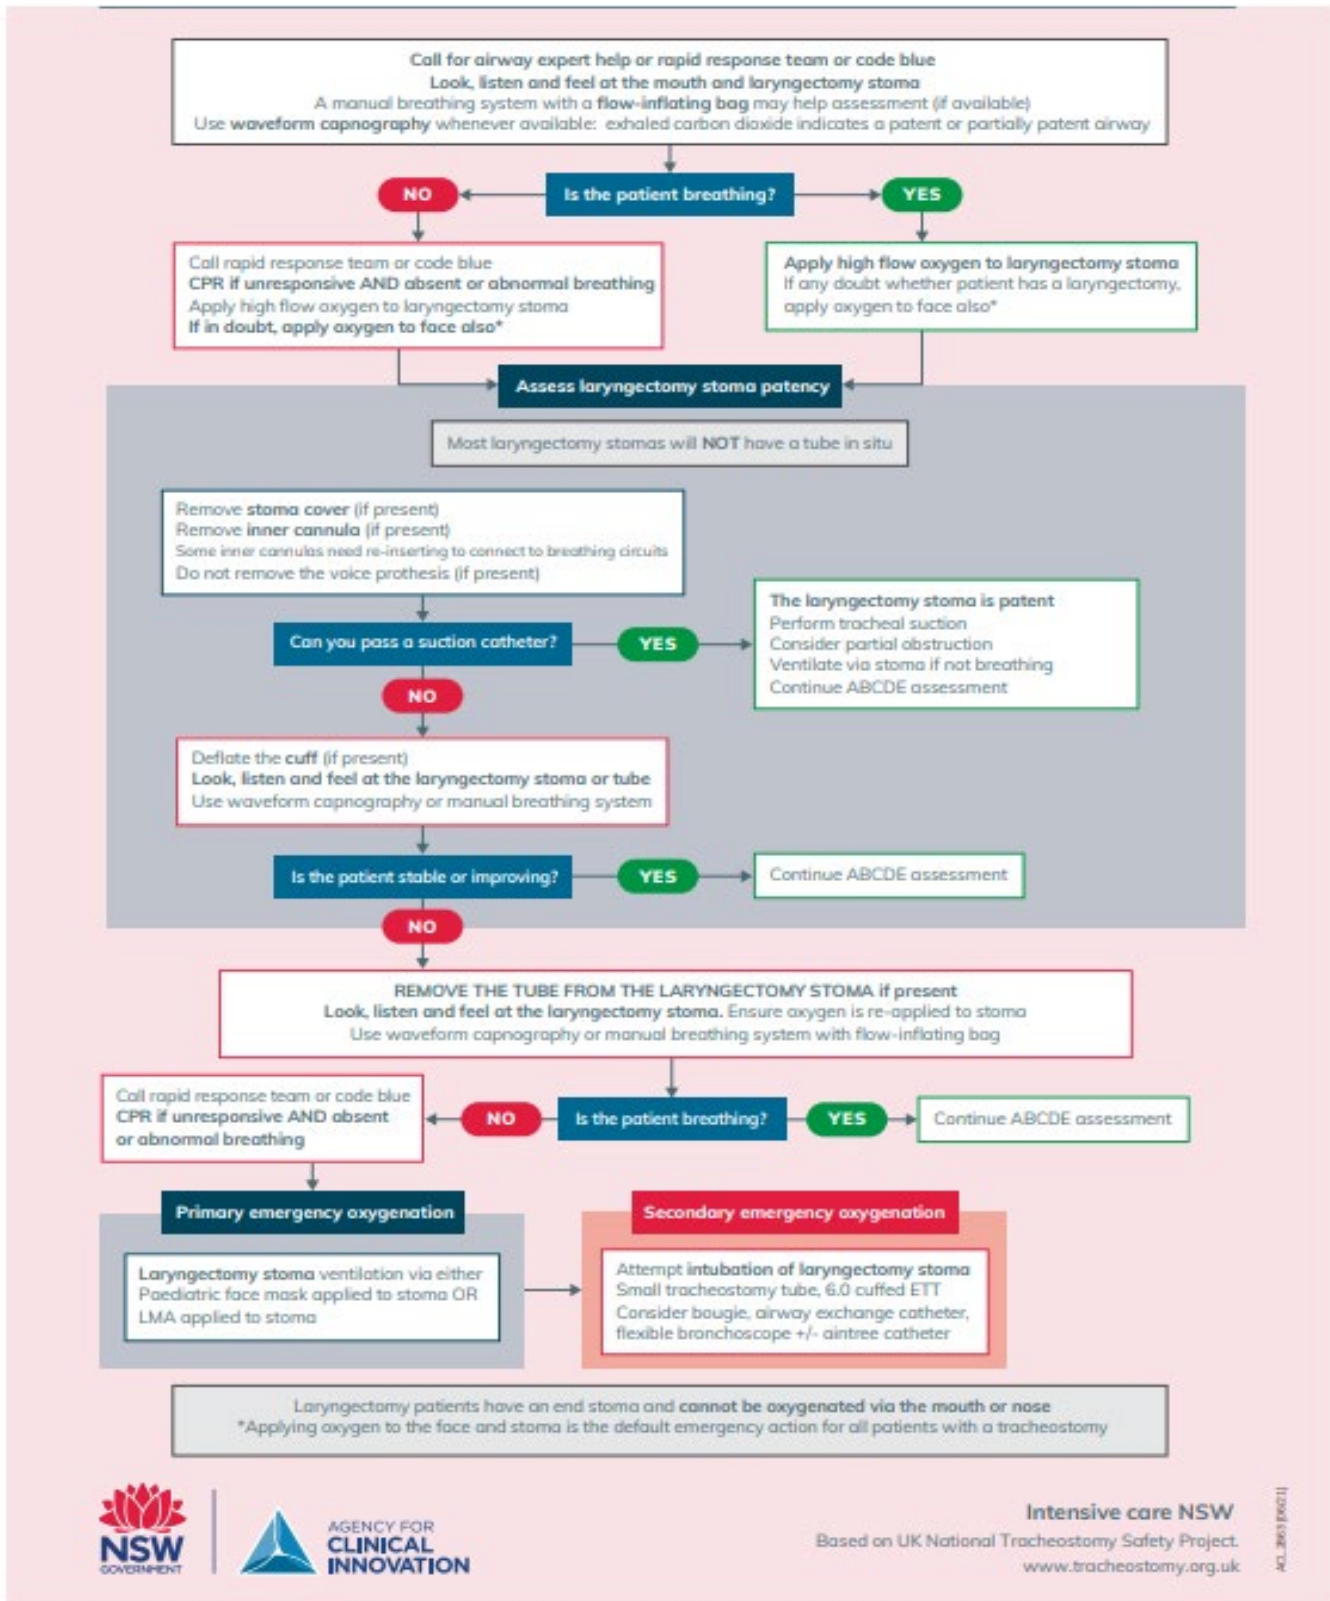 Call for airway expert help or rapid response team or code blue
Look, listen and feel at the mouth and laryngectomy stoma
A manual breathing system with a flow-inflating bag may help assessment (if available)
Use waveform capnography whenever available: exhaled carbon dioxide indicates a patent or partially patent airway
NO
Is the patient breathing?
YES
Call rapid response team or code blue
CPR if unresponsive AND absent or abnormal breathing
Apply high flow oxygen to laryngectomy stoma
If in doubt, apply oxygen to face also*
Apply high flow oxygen to laryngectomy stoma
If any doubt whether patient has a laryngectomy,
apply oxygen to face also*
Assess laryngectomy stoma patency
Most laryngectomy stomas will NOT have a tube in situ
Remove stoma cover (if present)
Remove inner cannula (if present)
Some inner cannulas need re-inserting to connect to breathing circuits
Do not remove the voice prothesis (if present)
Can you pass a suction catheter?
YES
The laryngectomy stoma is patent
Perform tracheal suction
Consider partial obstruction
Ventilate via stoma if not breathing
Continue ABCDE assessment
NO
Deflate the cuff (if present)
Look, listen and feel at the laryngectomy stoma or tube
Use waveform capnography or manual breathing system
Is the patient stable or improving?
YES
Continue ABCDE assessment
NO
REMOVE THE TUBE FROM THE LARYNGECTOMY STOMA if present
Look, listen and feel at the laryngectomy stoma. Ensure oxygen is re-applied to stoma
Use waveform capnography or manual breathing system with flow-inflating bag
Call rapid response team or code blue
CPR if unresponsive AND absent
or abnormal breathing
NO
Is the patient breathing?
YES
Continue ABCDE assessment
Primary emergency oxygenation
Laryngectomy stoma ventilation via either
Paediatric face mask applied to stoma OR
LMA applied to stoma
Secondary emergency oxygenation
Attempt intubation of laryngectomy stoma
Small tracheostomy tube, 6.0 cuffed ETT
Consider bougie, airway exchange catheter,
flexible bronchoscope +/- aintree catheter
Laryngectomy patients have an end stoma and cannot be oxygenated via the mouth or nose
*Applying oxygen to the face and stoma is the default emergency action for all patients with a tracheostomy
NSW
GOVERNMENT
AGENCY FOR
CLINICAL
INNOVATION
Intensive care NSW
Based on UK National Tracheostomy Safety Project.
www.tracheostomy.org.uk